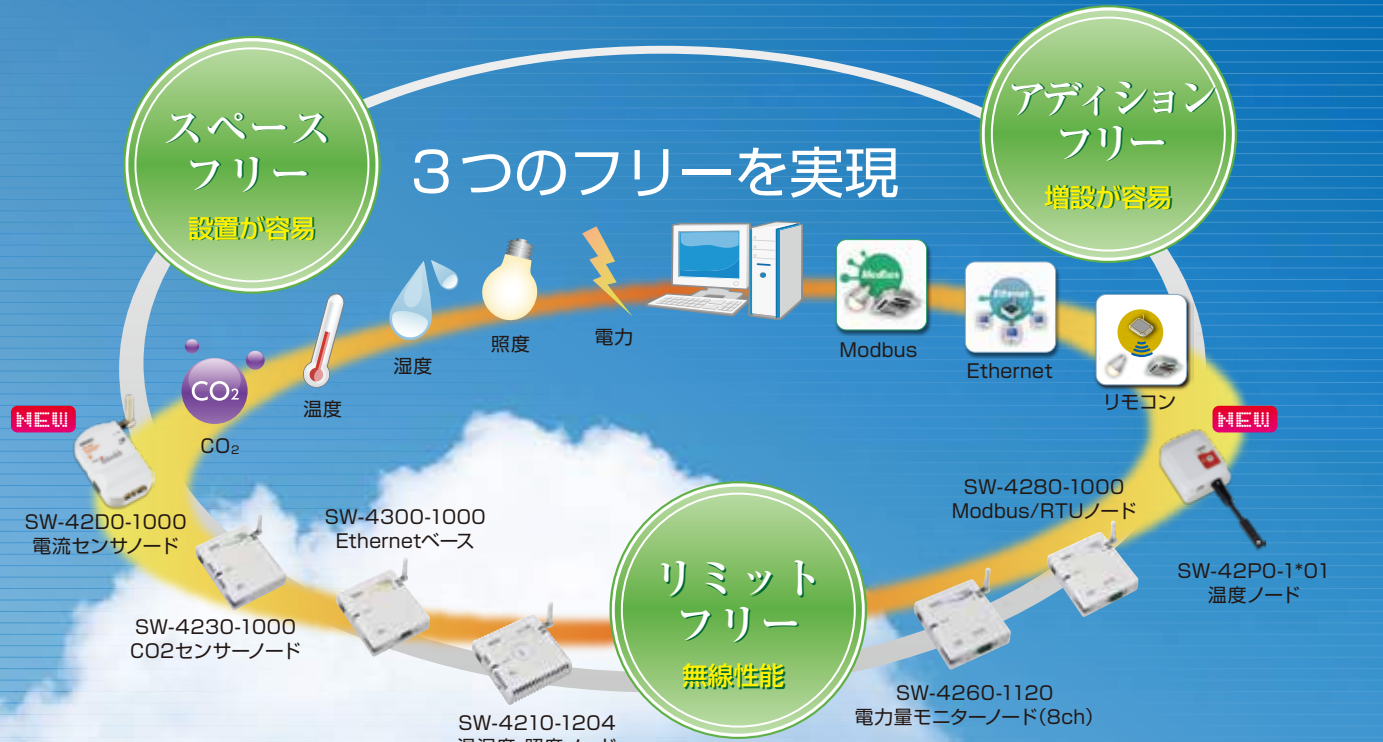 スペース
フリー
設置が容易
アディション
フリー
増設が容易
3つのフリーを実現
CO2
CO₂
温度
湿度
照度
電力
Modbus
Modbus
Ethernet
Ethernet
リモコン
NEW
SW-42D0-1000
電流センサノード
SW-4230-1000
CO2センサーノード
SW-4300-1000
Ethernetベース
SW-4210-1204
リミット
フリー
無線性能
SW-4260-1120
電力量モニターノード(8ch)
SW-4280-1000
Modbus/RTUノード
NEW
SW-42P0-1*01
温度ノード